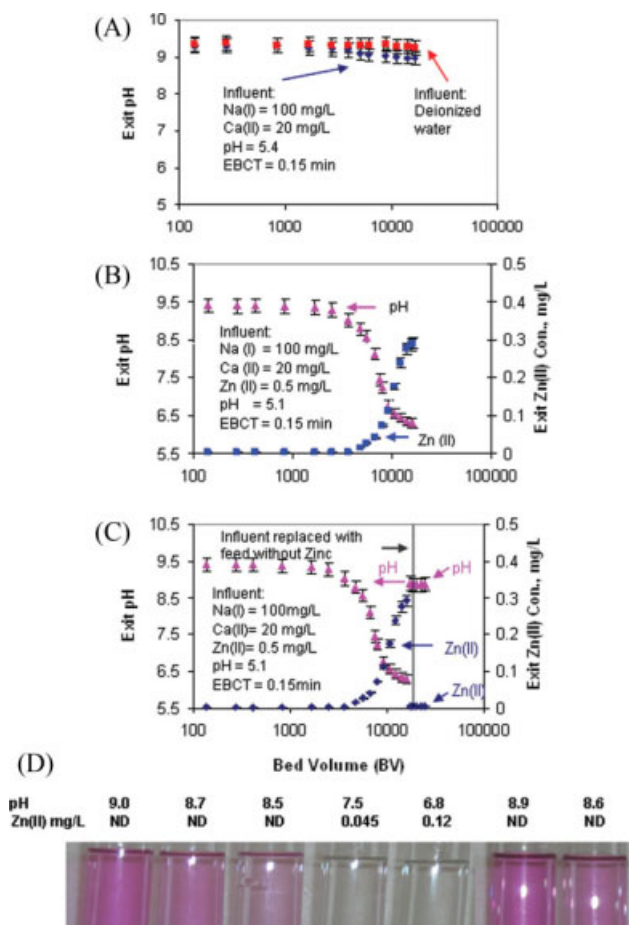 (A)
10
9
8
7
6
5
Exit pH
Influent:
Na(I) = 100 mg/L
Ca(II) = 20 mg/L
pH = 5.4
EBCT = 0.15 min
Influent:
Deionized
water
100 1000 10000 100000
(B)
10.5
9.5
8.5
7.5
6.5
5.5
Exit pH
pH
Influent:
Na (I) = 100 mg/L
Ca (II) = 20 mg/L
Zn (II) = 0.5 mg/L
pH = 5.1
EBCT = 0.15 min
Zn (II)
0.5
0.4
0.3
0.2
0.1
0
Exit Zn(II) Con., mg/L
100 1000 10000 100000
(C)
10.5
9.5
8.5
7.5
6.5
5.5
Exit pH
Influent replaced with
feed without Zinc
pH
pH
Influent:
Na(I) = 100mg/L
Ca(II)= 20 mg/L
Zn(II)= 0.5 mg/L
pH = 5.1
EBCT = 0.15min
Zn(II)
Zn(II)
0.5
0.4
0.3
0.2
0.1
0
Exit Zn(II) Con., mg/L
100 1000 10000 100000
Bed Volume (BV)
(D)
pH 9.0 8.7 8.5 7.5 6.8 8.9 8.6
Zn(II) mg/L ND ND ND 0.045 0.12 ND ND